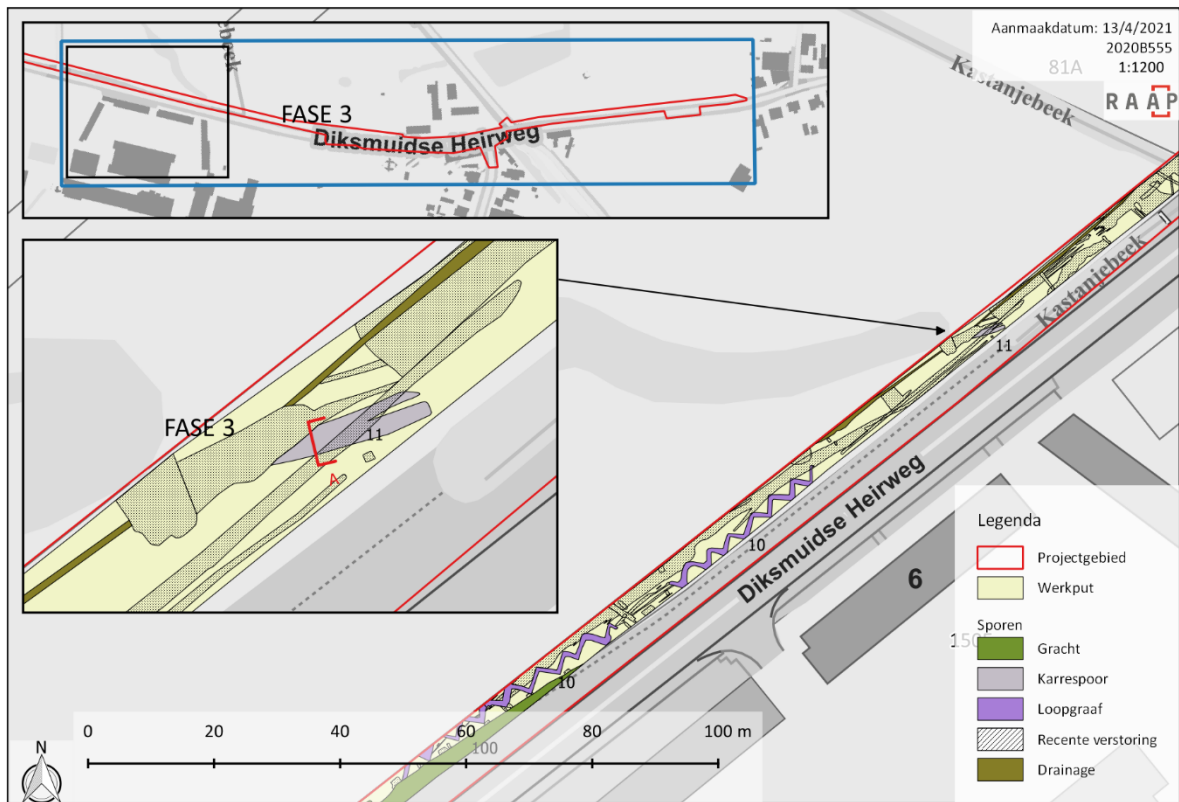 Aanmaakdatum: 13/4/2021
2020B555
1:1200
81A
RAAP
Kastanjebeek
FASE 3
Diksmuidse Heirweg
FASE 3
11
A
Kastanjebeek
11
10
Diksmuidse Heirweg
6
10
Legenda
Projectgebied
Werkput
Sporen
Gracht
Karrespoor
Loopgraaf
Recente verstoring
Drainage
0 20 40 60 80 100 m
100
N